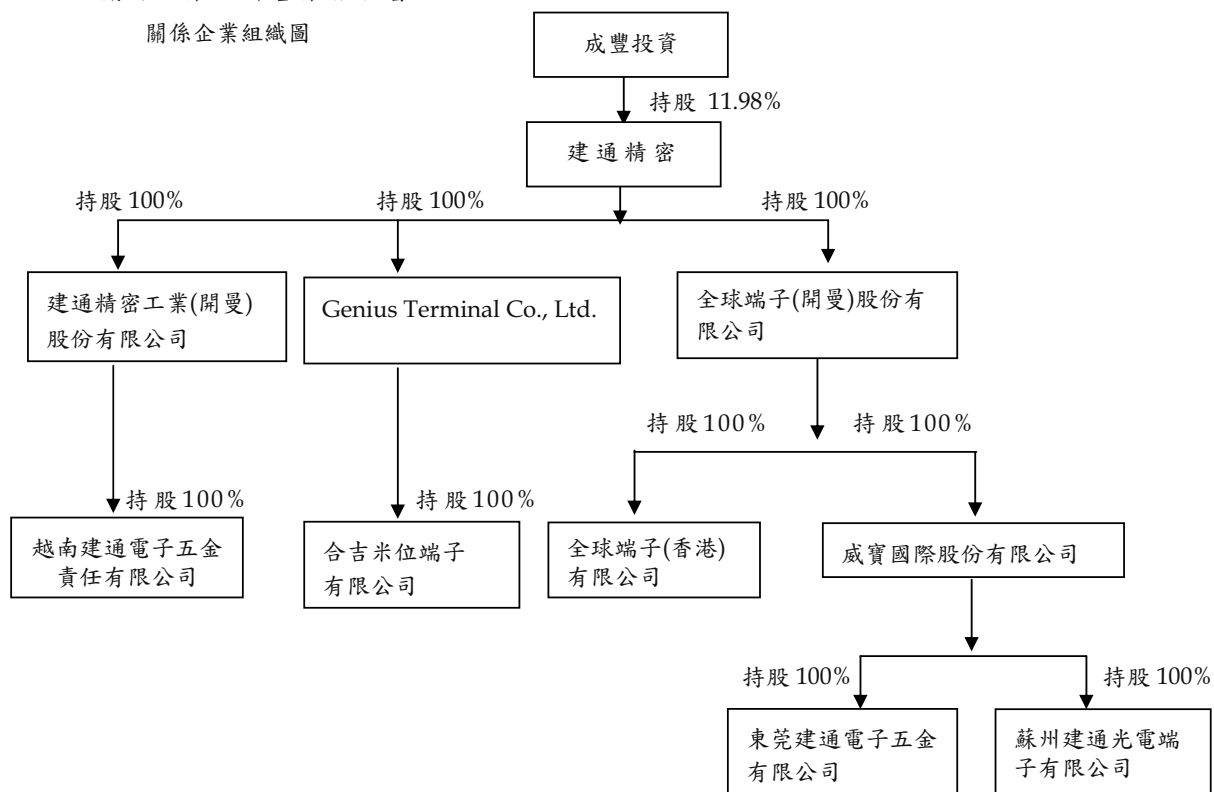 關係企業組織圖
成豐投資
持股 11.98%
建通精密
持股 100%
持股 100%
持股 100%
建通精密工業(開曼)
股份有限公司
Genius Terminal Co., Ltd.
全球端子(開曼)股份有
限公司
持股 100%
持股 100%
持股 100%
持股 100%
越南建通電子五金
責任有限公司
合吉米位端子
有限公司
全球端子(香港)
有限公司
威寶國際股份有限公司
持股 100%
持股 100%
東莞建通電子五金
有限公司
蘇州建通光電端
子有限公司